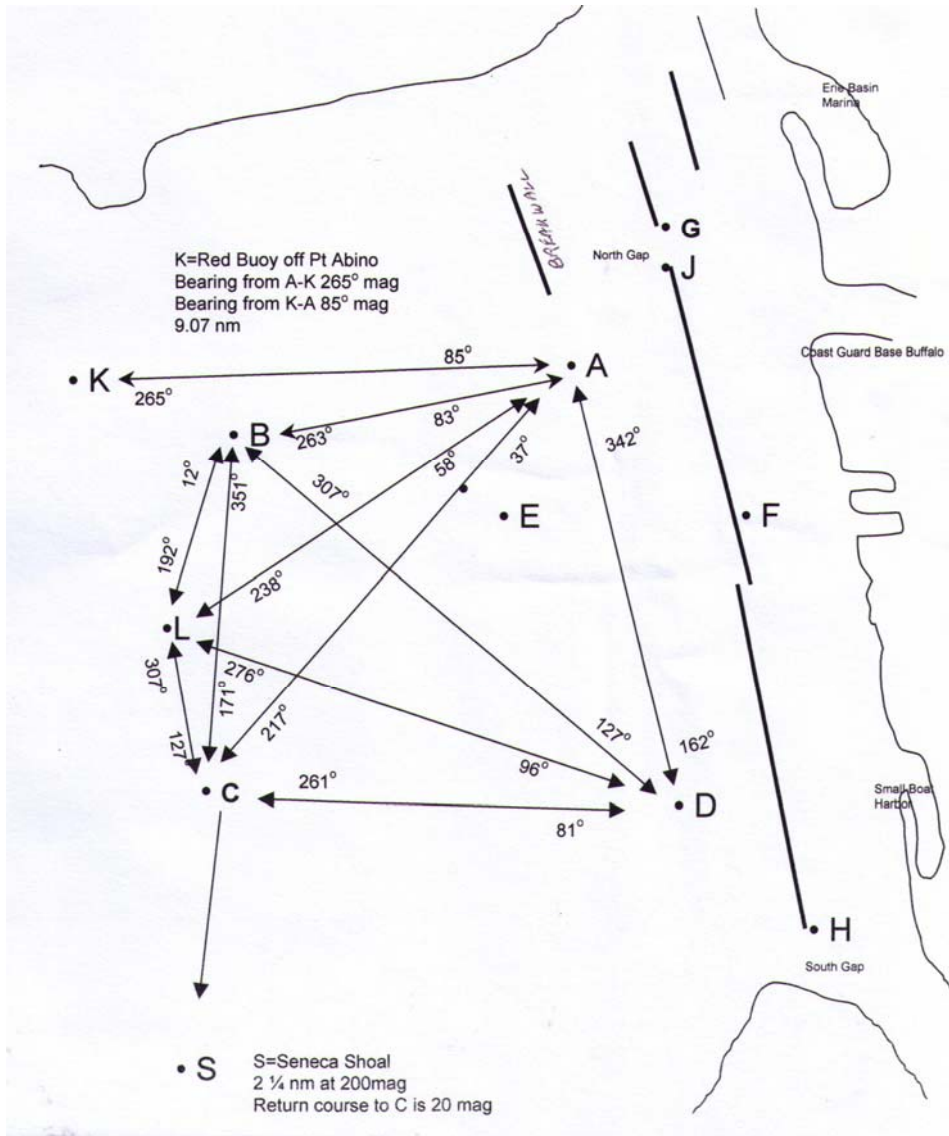 Erie Basin
Marina
BREAKWALL
K=Red Buoy off Pt Abino
Bearing from A-K 265° mag
Bearing from K-A 85° mag
9.07 nm
G
North Gap
J
Coast Guard Base Buffalo
K
85°
A
265°
B
263°
83°
342°
12°
351°
307°
58°
37°
E
F
192°
238°
L
307°
276°
171°
217°
127
127°
162°
96°
C
261°
81°
D
Small Boat
Harbor
H
South Gap
S
S=Seneca Shoal
2 ¼ nm at 200mag
Return course to C is 20 mag